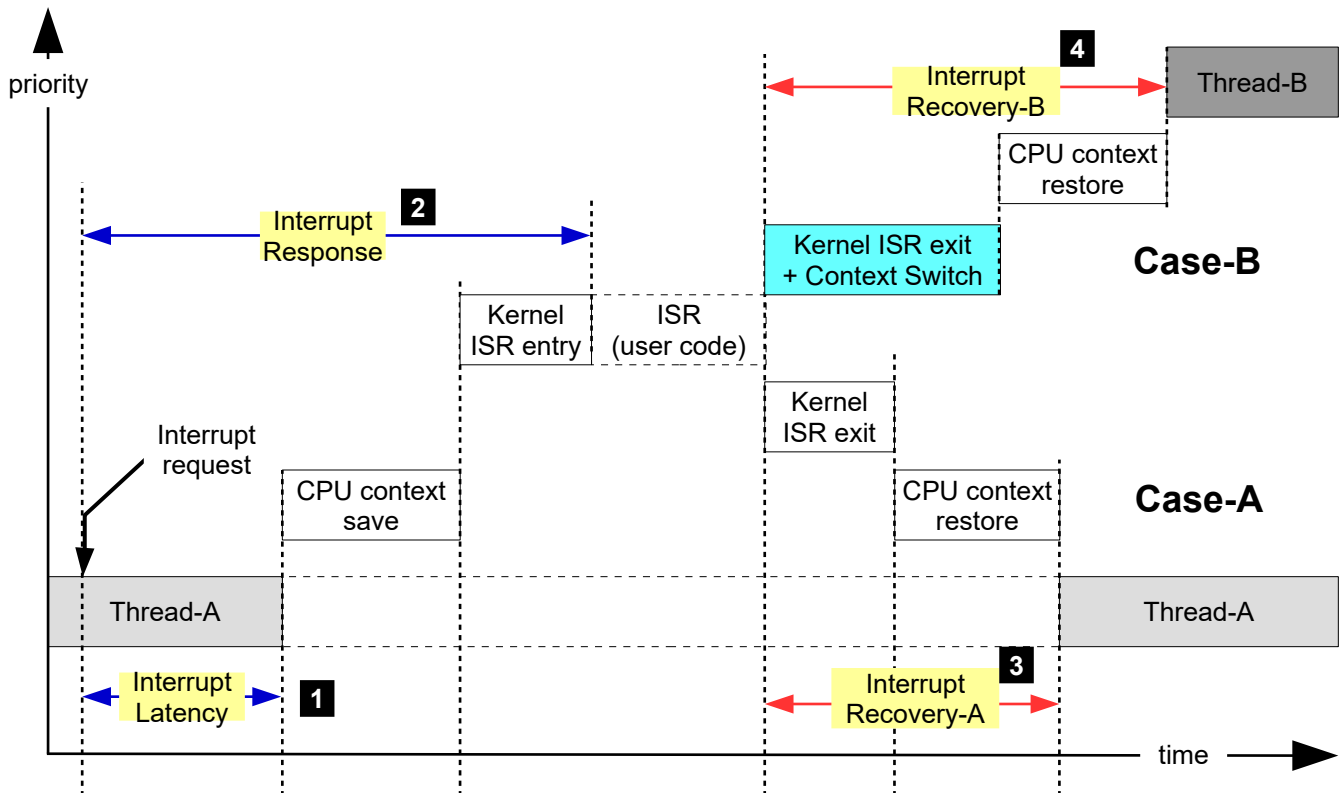 4
priority
Interrupt
Recovery-B
Thread-B
CPU context
restore
2
Interrupt
Response
Kernel ISR exit
+ Context Switch
Case-B
Kernel
ISR entry
ISR
(user code)
Kernel
ISR exit
Interrupt
request
CPU context
save
CPU context
restore
Case-A
Thread-A
Thread-A
Interrupt
Latency
1
3
Interrupt
Recovery-A
time